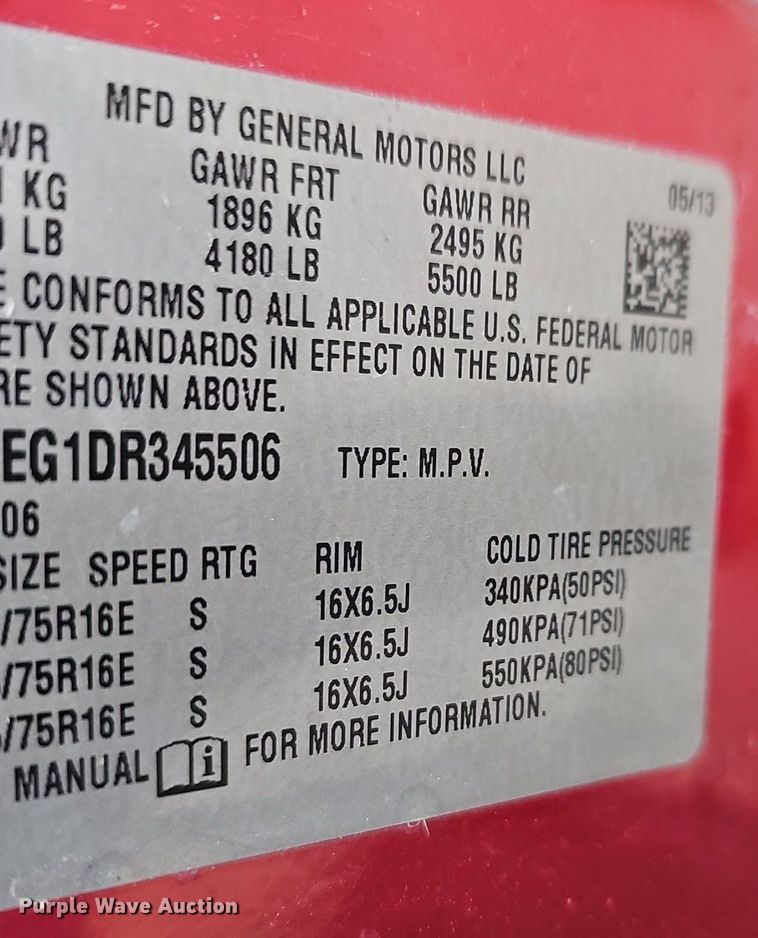 MFD BY GENERAL MOTORS LLC
05/13
WR GAWR FRT GAWR RR
KG 1896 KG 2495 KG
LB 4180 LB 5500 LB
E CONFORMS TO ALL APPLICABLE U.S. FEDERAL MOTOR
ETY STANDARDS IN EFFECT ON THE DATE OF
RE SHOWN ABOVE.
EG1DR345506 TYPE: M.P.V.
06
SIZE SPEED RTG RIM COLD TIRE PRESSURE
/75R16E S 16X6.5J 340KPA(50PSI)
/75R16E S 16X6.5J 490KPA(71PSI)
/75R16E S 16X6.5J 550KPA(80PSI)
MANUAL i FOR MORE INFORMATION.
Purple Wave Auction